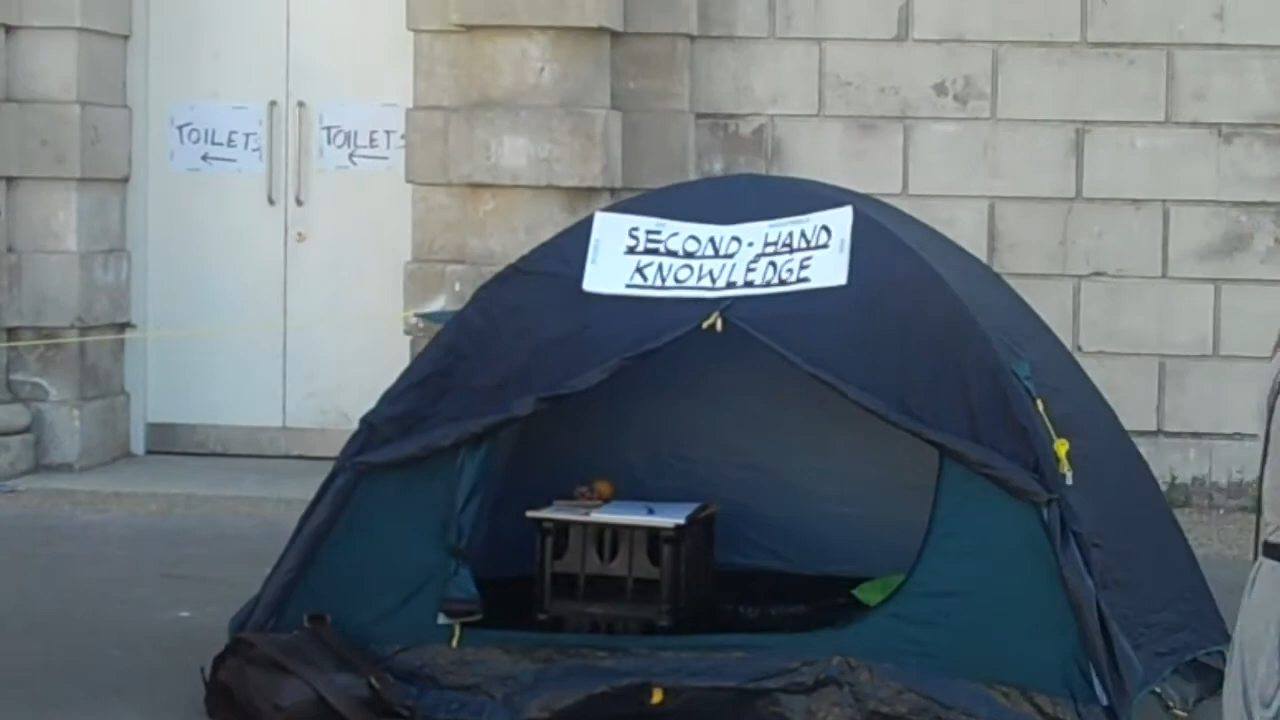 TOILETS
←
TOILETS
←
SECOND-HAND
KNOWLEDGE